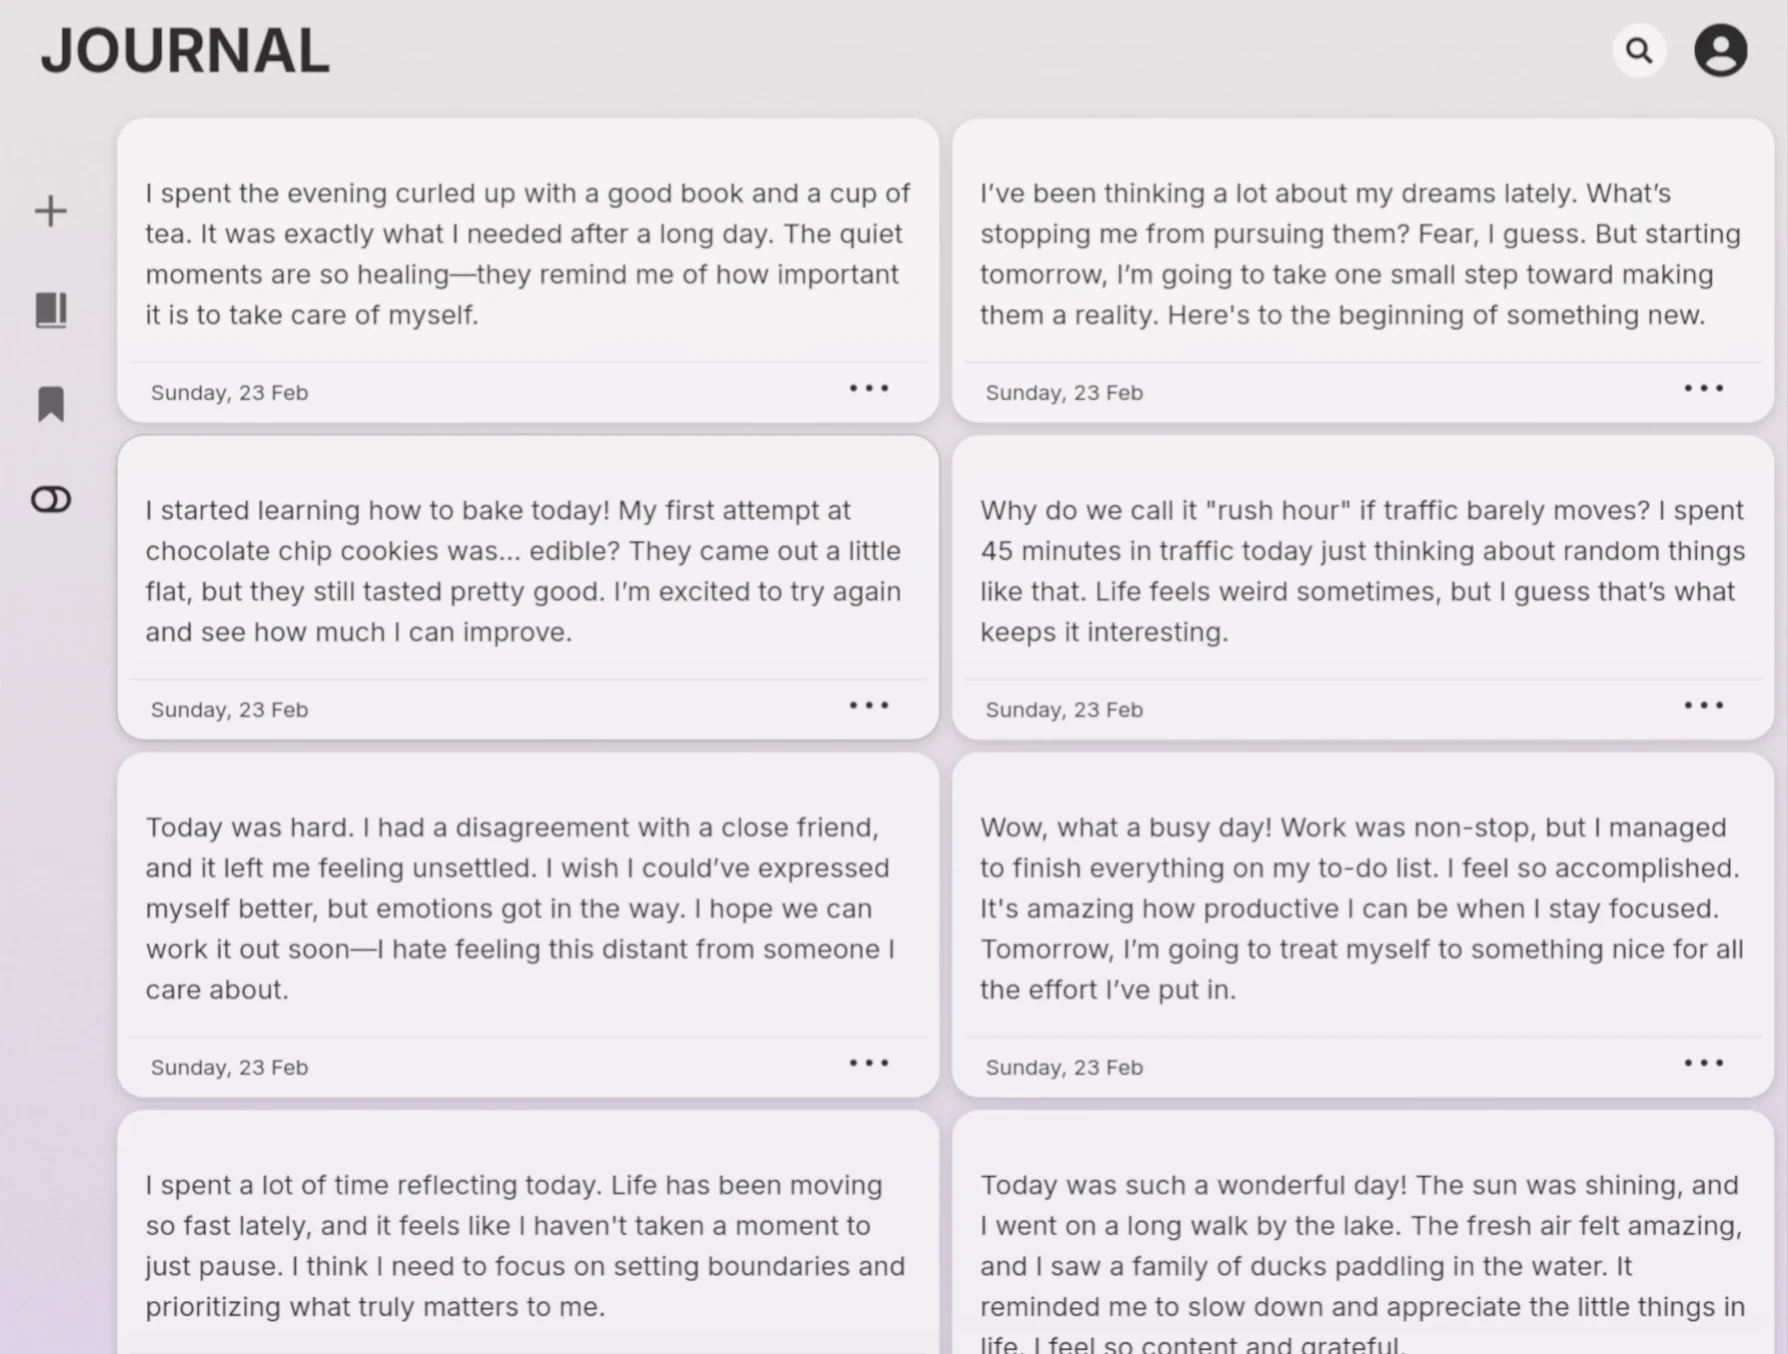 JOURNAL
I spent the evening curled up with a good book and a cup of
tea. It was exactly what I needed after a long day. The quiet
moments are so healing—they remind me of how important
it is to take care of myself.
Sunday, 23 Feb
I’ve been thinking a lot about my dreams lately. What’s
stopping me from pursuing them? Fear, I guess. But starting
tomorrow, I’m going to take one small step toward making
them a reality. Here's to the beginning of something new.
Sunday, 23 Feb
I started learning how to bake today! My first attempt at
chocolate chip cookies was... edible? They came out a little
flat, but they still tasted pretty good. I’m excited to try again
and see how much I can improve.
Sunday, 23 Feb
Why do we call it "rush hour" if traffic barely moves? I spent
45 minutes in traffic today just thinking about random things
like that. Life feels weird sometimes, but I guess that’s what
keeps it interesting.
Sunday, 23 Feb
Today was hard. I had a disagreement with a close friend,
and it left me feeling unsettled. I wish I could’ve expressed
myself better, but emotions got in the way. I hope we can
work it out soon—I hate feeling this distant from someone I
care about.
Sunday, 23 Feb
Wow, what a busy day! Work was non-stop, but I managed
to finish everything on my to-do list. I feel so accomplished.
It's amazing how productive I can be when I stay focused.
Tomorrow, I’m going to treat myself to something nice for all
the effort I’ve put in.
Sunday, 23 Feb
I spent a lot of time reflecting today. Life has been moving
so fast lately, and it feels like I haven't taken a moment to
just pause. I think I need to focus on setting boundaries and
prioritizing what truly matters to me.
Today was such a wonderful day! The sun was shining, and
I went on a long walk by the lake. The fresh air felt amazing,
and I saw a family of ducks paddling in the water. It
reminded me to slow down and appreciate the little things in
life. I feel so content and grateful.